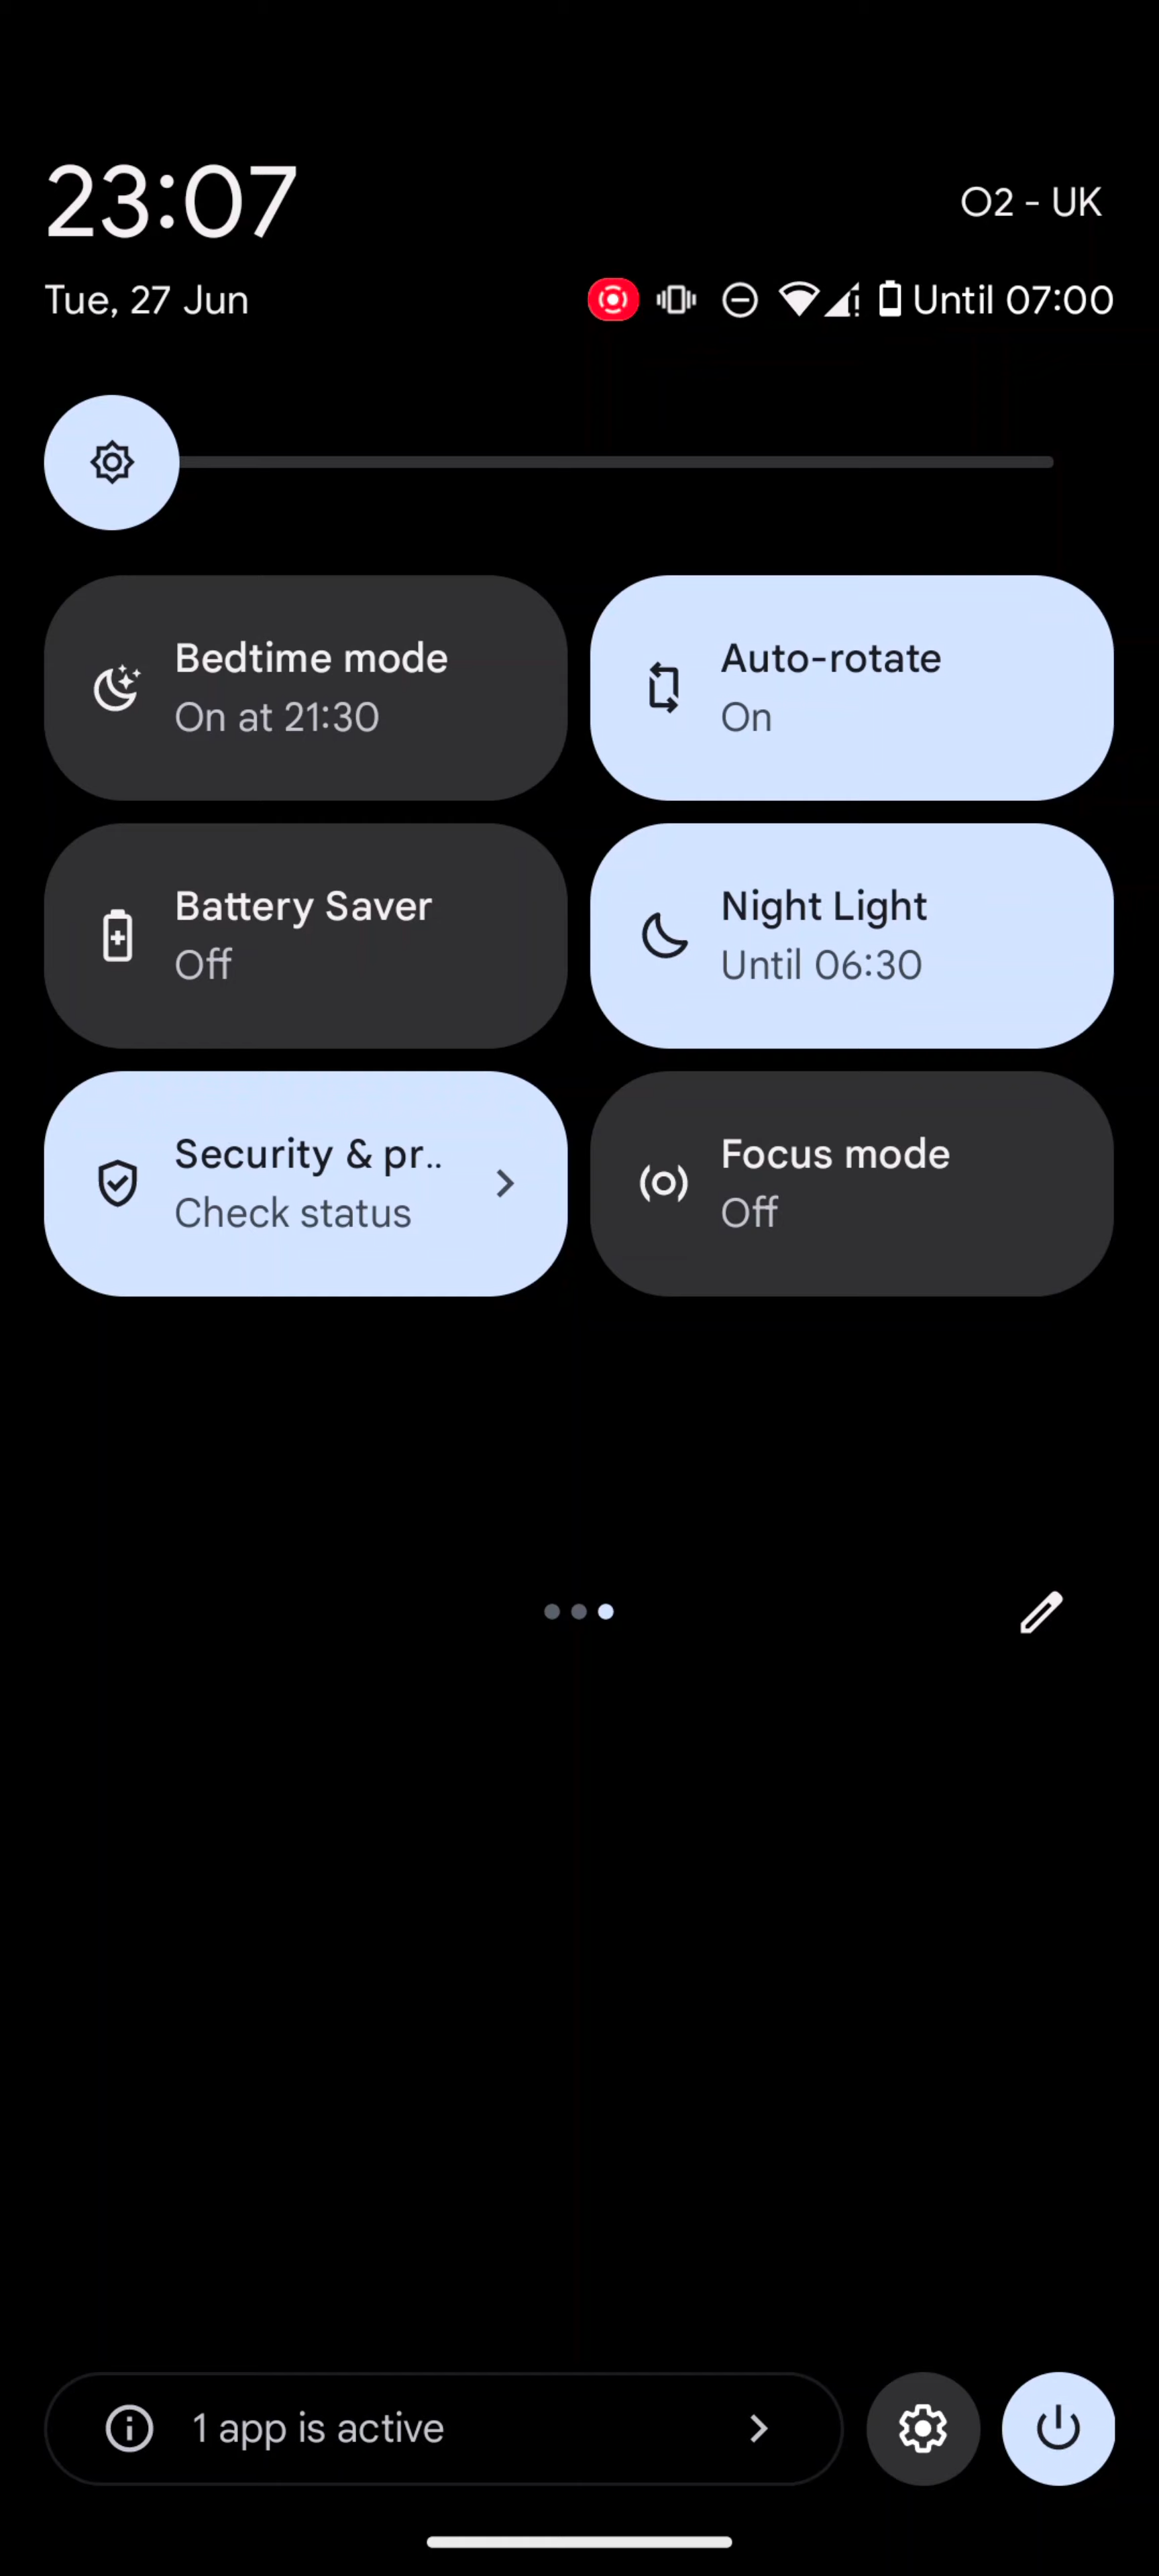 23:07
O2 - UK
Tue, 27 Jun
Until 07:00
Bedtime mode
On at 21:30
Auto-rotate
On
Battery Saver
Off
Night Light
Until 06:30
Security & pr..
Check status
Focus mode
Off
1 app is active